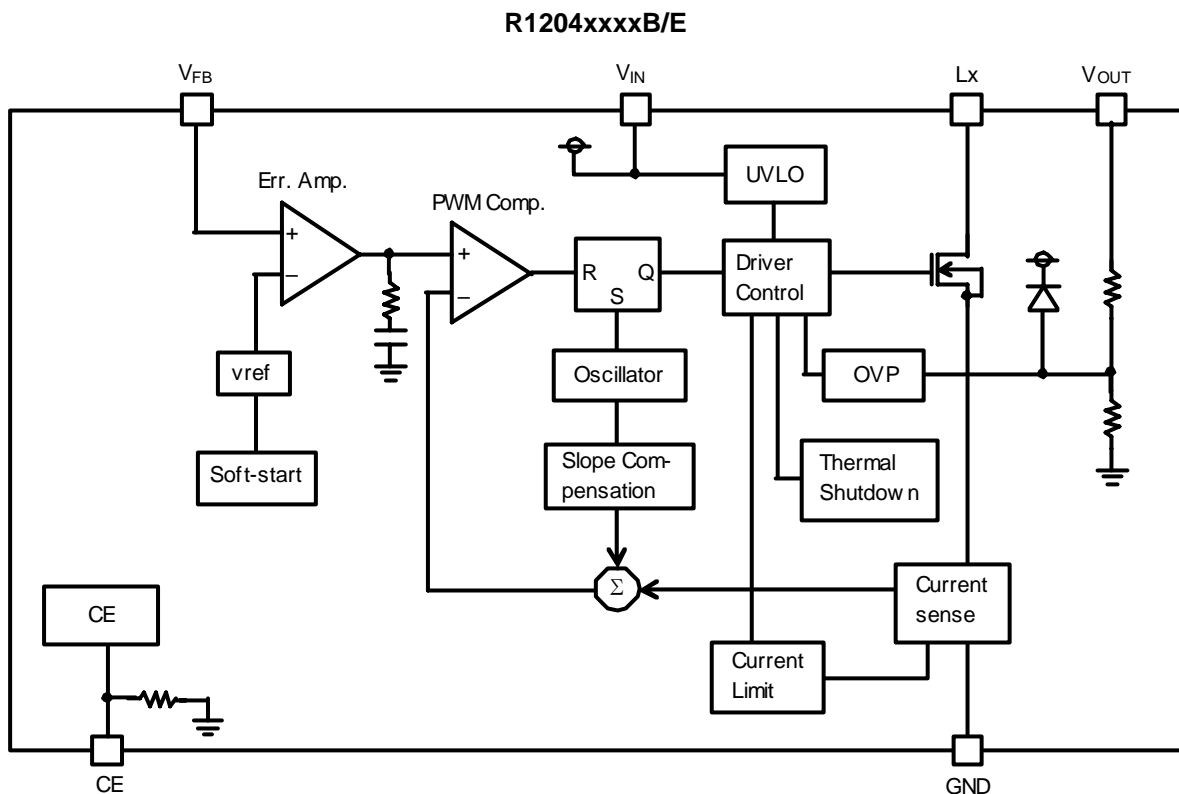 R1204xxxxB/E
VFB
VIN
Lx
VOUT
UVLO
Err. Amp.
PWM Comp.
+
−
+
−
R
Q
S
Driver
Control
vref
Oscillator
OVP
Soft-start
Slope Com-
pensation
Thermal
Shutdown
Σ
CE
Current
sense
Current
Limit
CE
GND